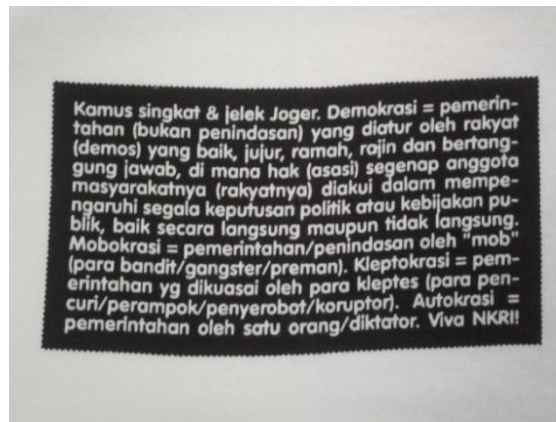 Kamus singkat & jelek Joger. Demokrasi = pemerin-
tahan (bukan penindasan) yang diatur oleh rakyat
(demos) yang baik, jujur, ramah, rajin dan bertang-
gung jawab, di mana hak (asasi) segenap anggota
masyarakatnya (rakyatnya) diakui dalam mempe-
ngaruhi segala keputusan politik atau kebijakan pu-
blik, baik secara langsung maupun tidak langsung.
Mobokrasi = pemerintahan/penindasan oleh "mob"
(para bandit/gangster/preman). Kleptokrasi = pem-
erintahan yg dikuasai oleh para kleptes (para pen-
curi/perampok/penyerobot/koruptor). Autokrasi =
pemerintahan oleh satu orang/diktator. Viva NKRI!